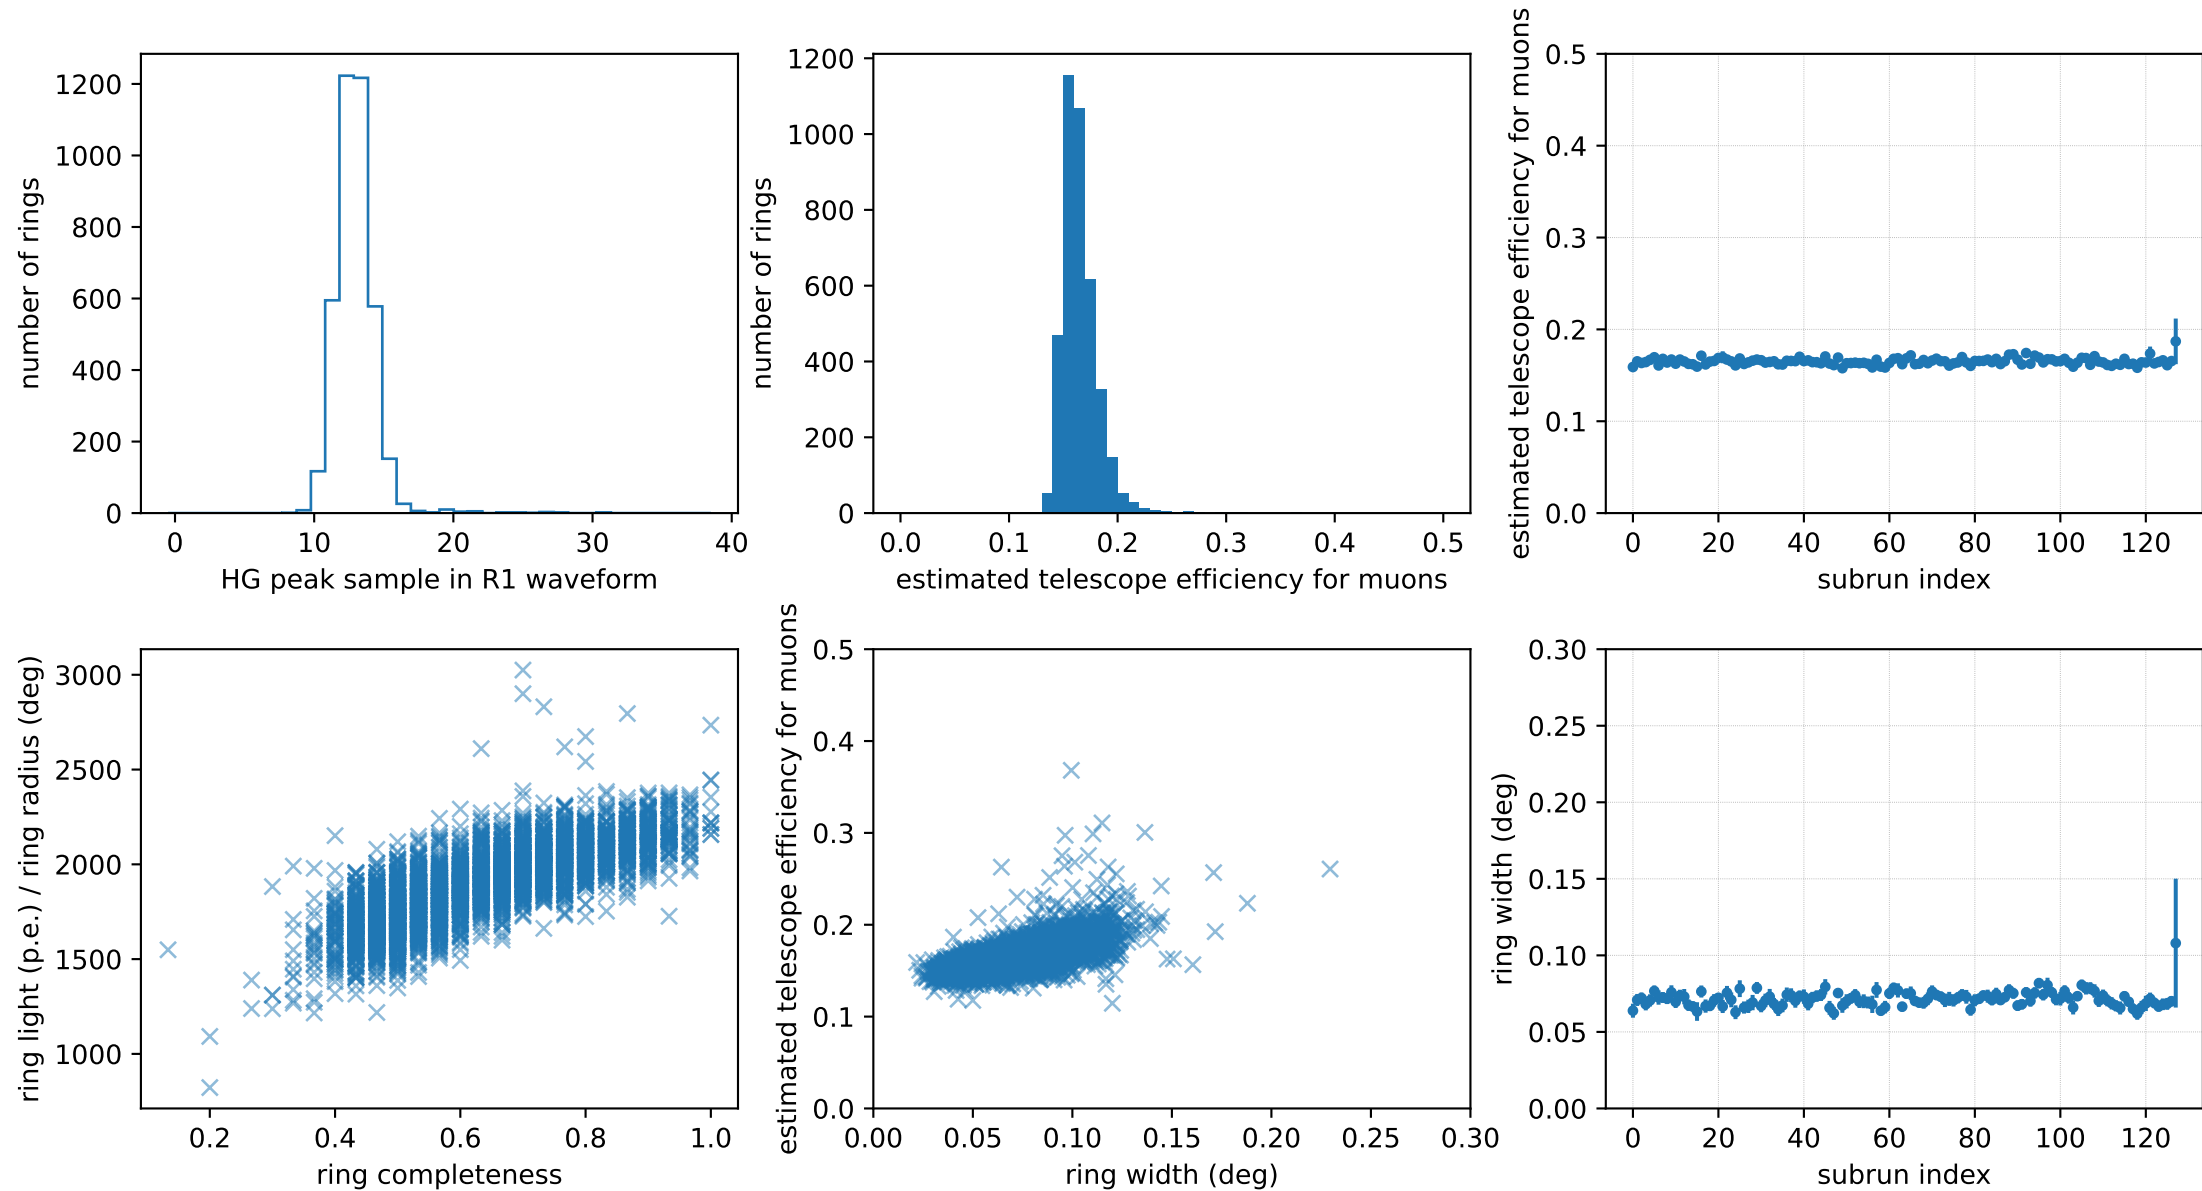 number of rings
1200
1000
800
600
400
200
0
0 10 20 30 40
HG peak sample in R1 waveform
number of rings
1200
1000
800
600
400
200
0
0.0 0.1 0.2 0.3 0.4 0.5
estimated telescope efficiency for muons
estimated telescope efficiency for muons
0.5
0.4
0.3
0.2
0.1
0.0
0 20 40 60 80 100 120
subrun index
ring light (p.e.) / ring radius (deg)
3000
2500
2000
1500
1000
0.2 0.4 0.6 0.8 1.0
ring completeness
estimated telescope efficiency for muons
0.5
0.4
0.3
0.2
0.1
0.0
0.00 0.05 0.10 0.15 0.20 0.25 0.30
ring width (deg)
ring width (deg)
0.30
0.25
0.20
0.15
0.10
0.05
0.00
0 20 40 60 80 100 120
subrun index